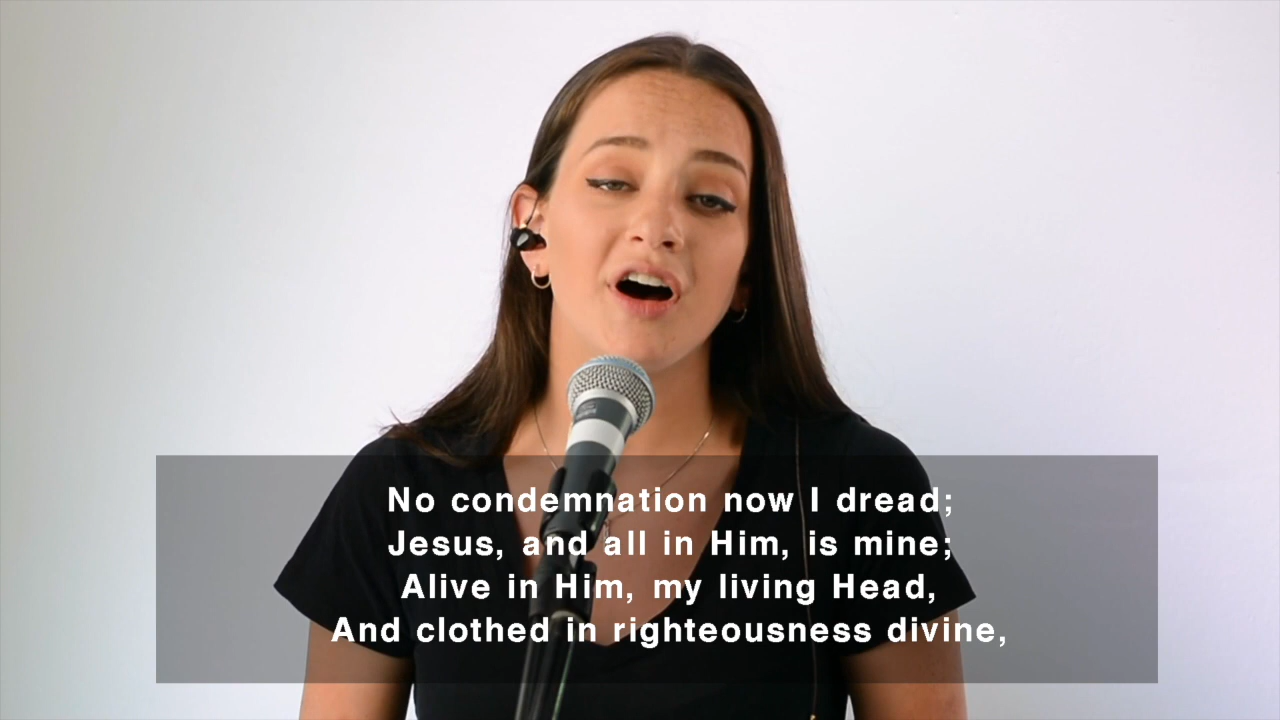 No condemnation now I dread;
Jesus, and all in Him, is mine;
Alive in Him, my living Head,
And clothed in righteousness divine,